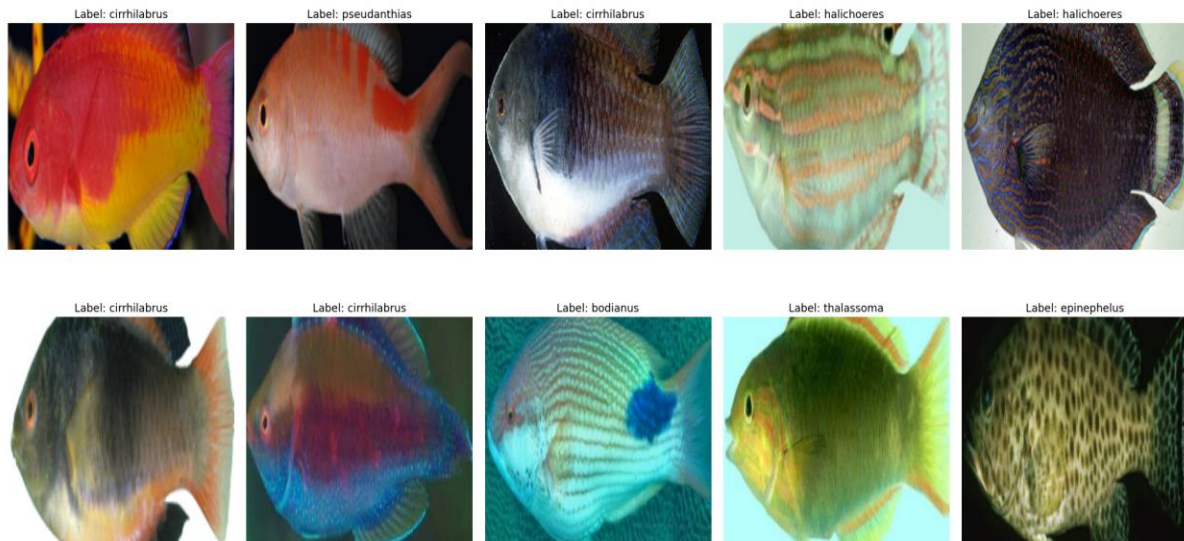 Label: cirrhilabrus
Label: pseudanthias
Label: cirrhilabrus
Label: halichoeres
Label: halichoeres
Label: cirrhilabrus
Label: cirrhilabrus
Label: bodianus
Label: thalassoma
Label: epinephelus